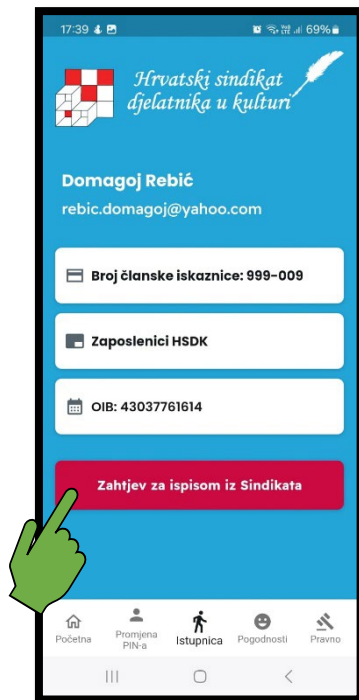 17:39
69%
Hrvatski sindikat
djelatnika u kulturi
Domagoj Rebić
rebic.domagoj@yahoo.com
Broj članske iskaznice: 999-009
Zaposlenici HSDK
OIB: 43037761614
Zahtjev za ispisom iz Sindikata
Početna
Promjena
PIN-a
Istupnica
Pogodnosti
Pravno